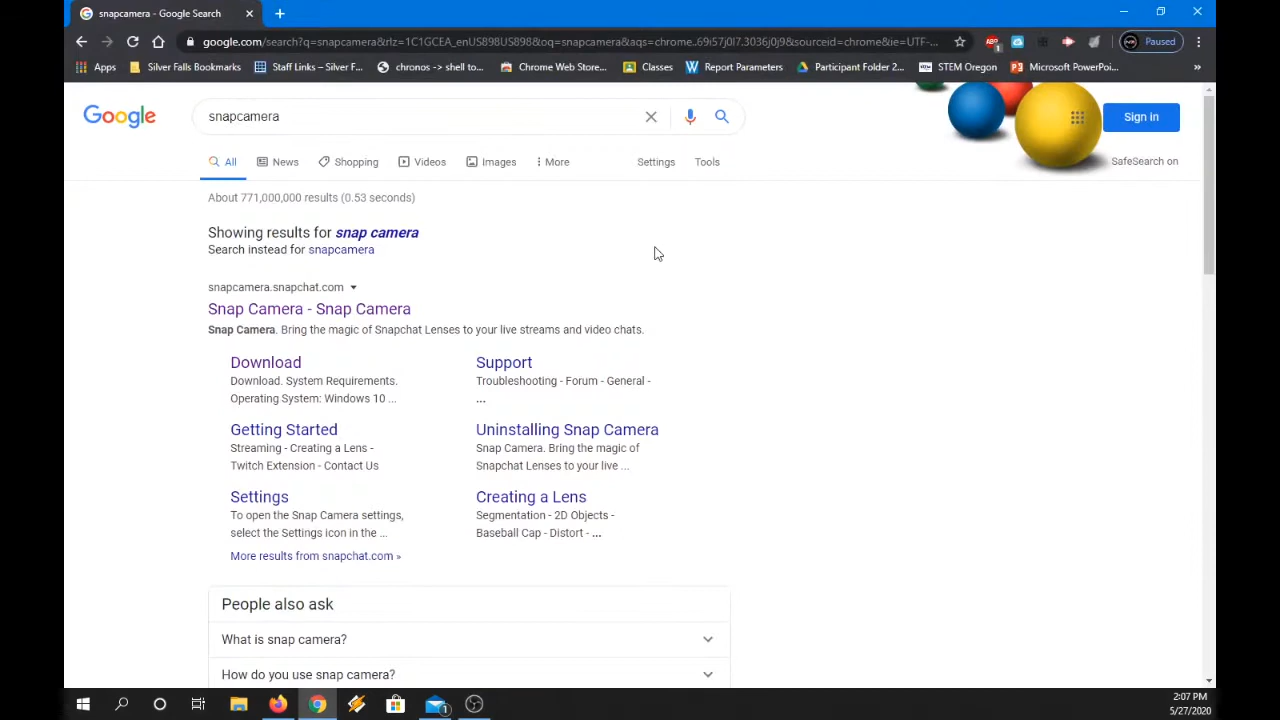 snapcamera - Google Search
google.com/search?q=snapcamera&rlz=1C1GCEA_enUS898US898&oq=snapcamera&aqs=chrome..69i57j0l7.3036j0j9&sourceid=chrome&ie=UTF-...
Paused
Apps
Silver Falls Bookmarks
Staff Links – Silver F...
chronos -> shell to...
Chrome Web Store...
Classes
Report Parameters
Participant Folder 2...
STEM Oregon
Microsoft PowerPoi...
»
Google
snapcamera
Sign in
All
News
Shopping
Videos
Images
More
Settings
Tools
SafeSearch on
About 771,000,000 results (0.53 seconds)
Showing results for snap camera
Search instead for snapcamera
snapcamera.snapchat.com
Snap Camera - Snap Camera
Snap Camera. Bring the magic of Snapchat Lenses to your live streams and video chats.
Download
Download. System Requirements.
Operating System: Windows 10 ...
Support
Troubleshooting - Forum - General -
...
Getting Started
Streaming - Creating a Lens -
Twitch Extension - Contact Us
Uninstalling Snap Camera
Snap Camera. Bring the magic of
Snapchat Lenses to your live ...
Settings
To open the Snap Camera settings,
select the Settings icon in the ...
Creating a Lens
Segmentation - 2D Objects -
Baseball Cap - Distort - ...
More results from snapchat.com »
People also ask
What is snap camera?
How do you use snap camera?
2:07 PM
5/27/2020